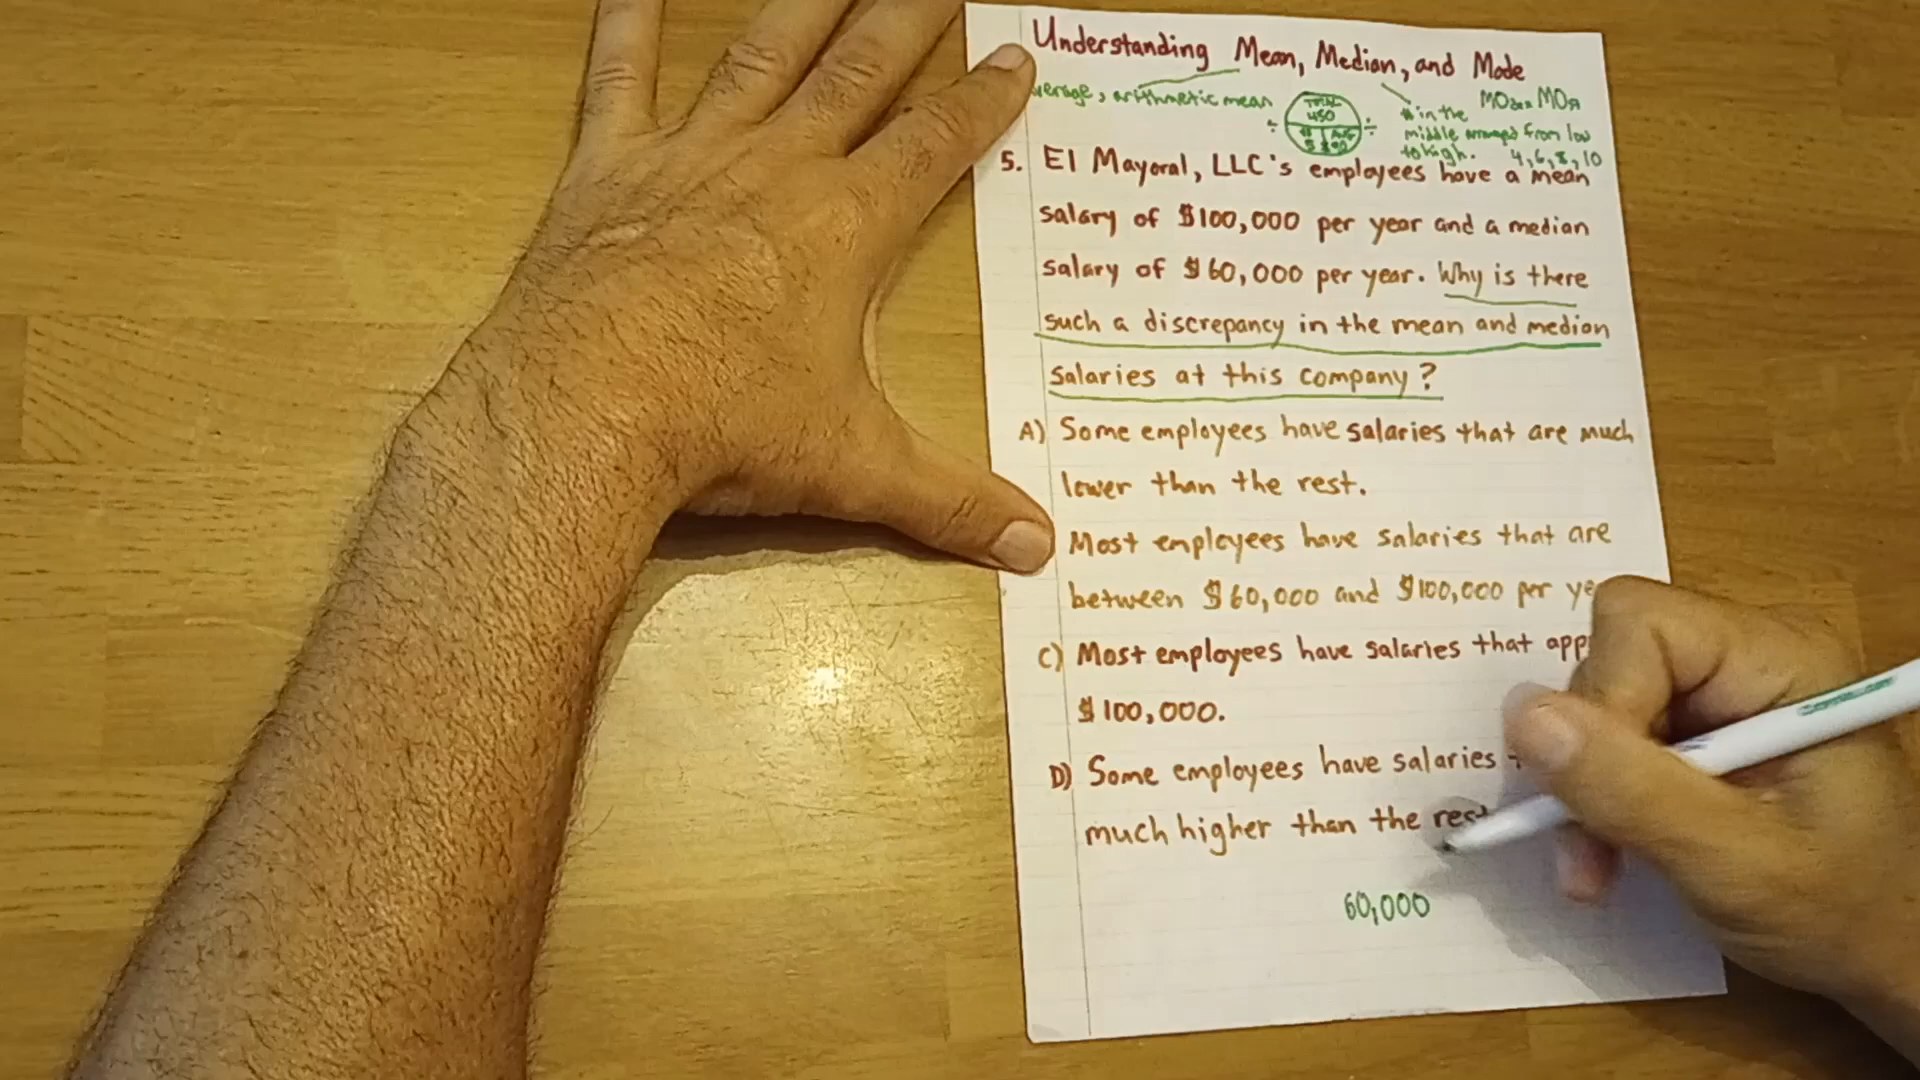 Understanding Mean, Median, and Mode
verage, arithmetic mean
TOTAL
450
÷ ÷
# in the
middle arranged from low
to high. 4, 6, 8, 10
5. El Mayoral, LLC's employees have a mean
salary of $100,000 per year and a median
salary of $60,000 per year. Why is there
such a discrepancy in the mean and median
salaries at this company?
A) Some employees have salaries that are much
lower than the rest.
Most employees have salaries that are
between $60,000 and $100,000 per ye
C) Most employees have salaries that app
$100,000.
D) Some employees have salaries
much higher than the rest
60,000